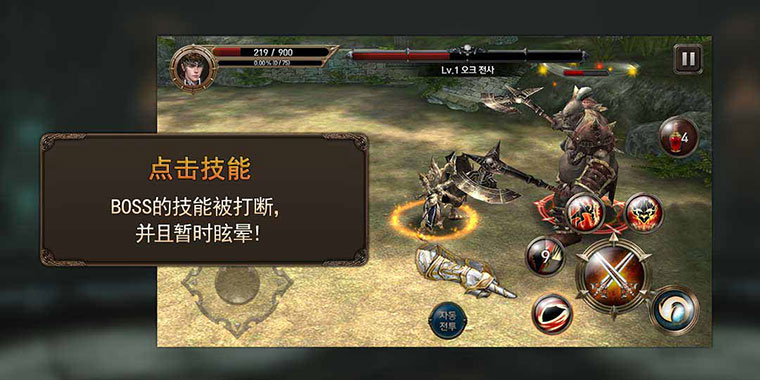 219 / 900
0.00% (0 / 75)
Lv.1 오크 전사
4
点击技能
BOSS的技能被打断,
并且暂时眩晕!
9
자동
전투